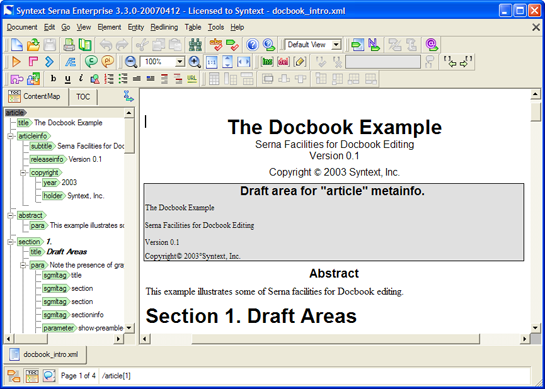 Syntext Serna Enterprise 3.3.0-20070412 - Licensed to Syntext - docbook_intro.xml
Document Edit Go View Element Entity Redlining Table Tools Help
Default View
100%
ContentMap TOC
article
title The Docbook Example
articleinfo
subtitle Serna Facilities for Doc
releaseinfo Version 0.1
copyright
year 2003
holder Syntext, Inc.
abstract
para This example illustrates so
section 1.
title Draft Areas
para Note the presence of gra
sgmltag title
sgmltag section
sgmltag section
sgmltag sectioninfo
parameter show-preamble
The Docbook Example
Serna Facilities for Docbook Editing
Version 0.1
Copyright © 2003 Syntext, Inc.
Draft area for "article" metainfo.
The Docbook Example
Serna Facilities for Docbook Editing
Version 0.1
Copyright© 2003°Syntext, Inc.
Abstract
This example illustrates some of Serna facilities for Docbook editing.
Section 1. Draft Areas
docbook_intro.xml
Page 1 of 4 /article[1]